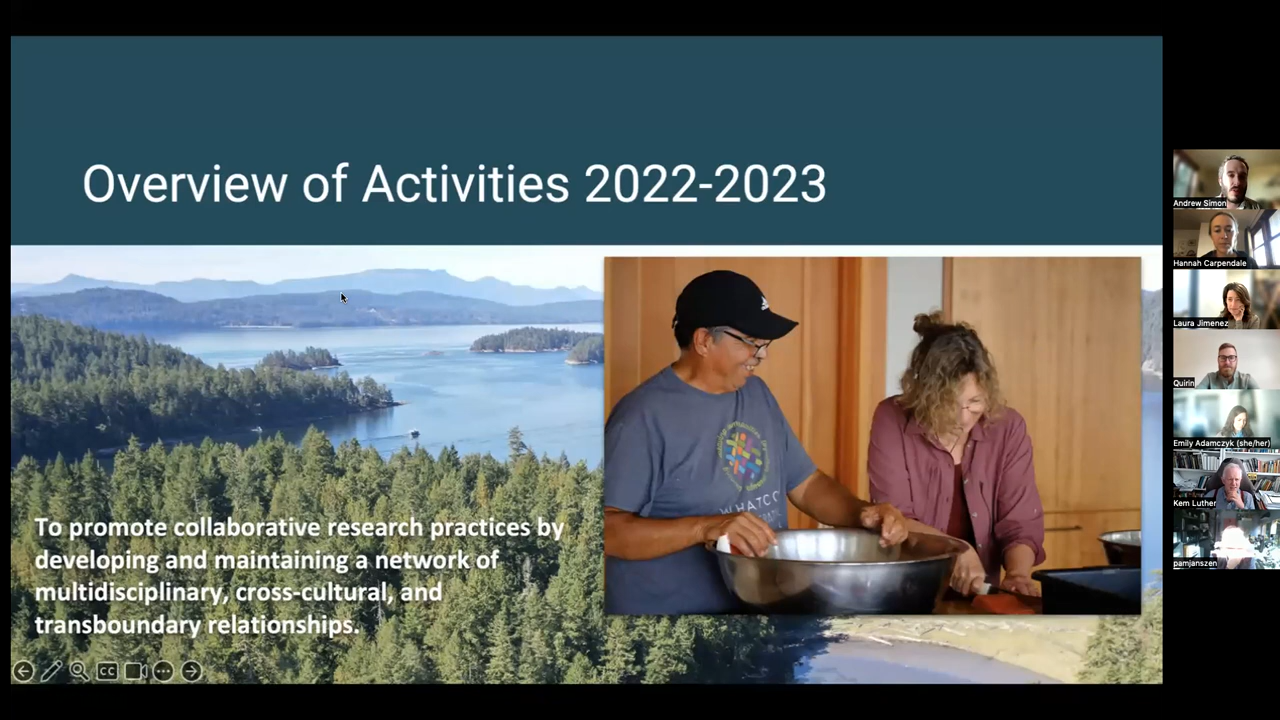 Overview of Activities 2022-2023
To promote collaborative research practices by
developing and maintaining a network of
multidisciplinary, cross-cultural, and
transboundary relationships.
WHATCO
CC
Andrew Simon
Hannah Carpendale
Laura Jimenez
Quirin
Emily Adamczyk (she/her)
Kem Luther
pamjanszen